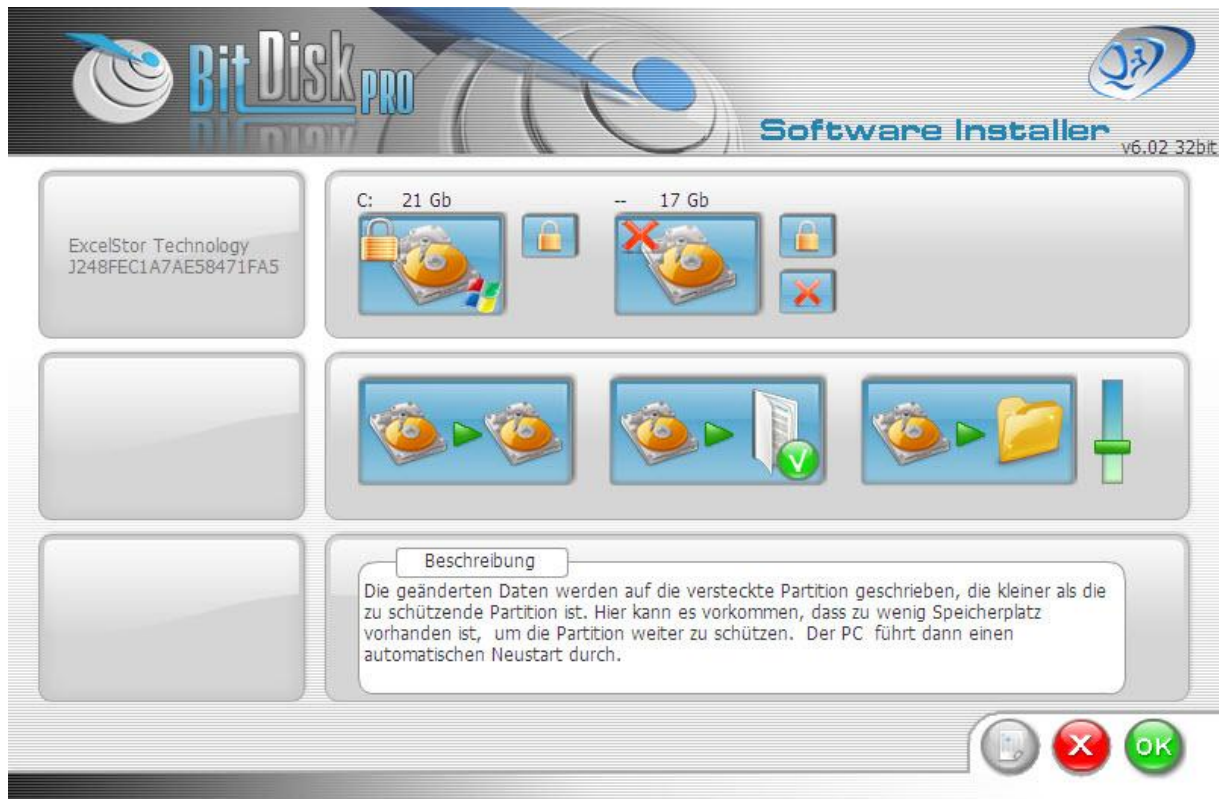 BitDisk PRO
Software Installer
v6.02 32bit
C: 21 Gb
-- 17 Gb
ExcelStor Technology
J248FEC1A7AE58471FA5
Beschreibung
Die geänderten Daten werden auf die versteckte Partition geschrieben, die kleiner als die
zu schützende Partition ist. Hier kann es vorkommen, dass zu wenig Speicherplatz
vorhanden ist, um die Partition weiter zu schützen. Der PC führt dann einen
automatischen Neustart durch.
OK